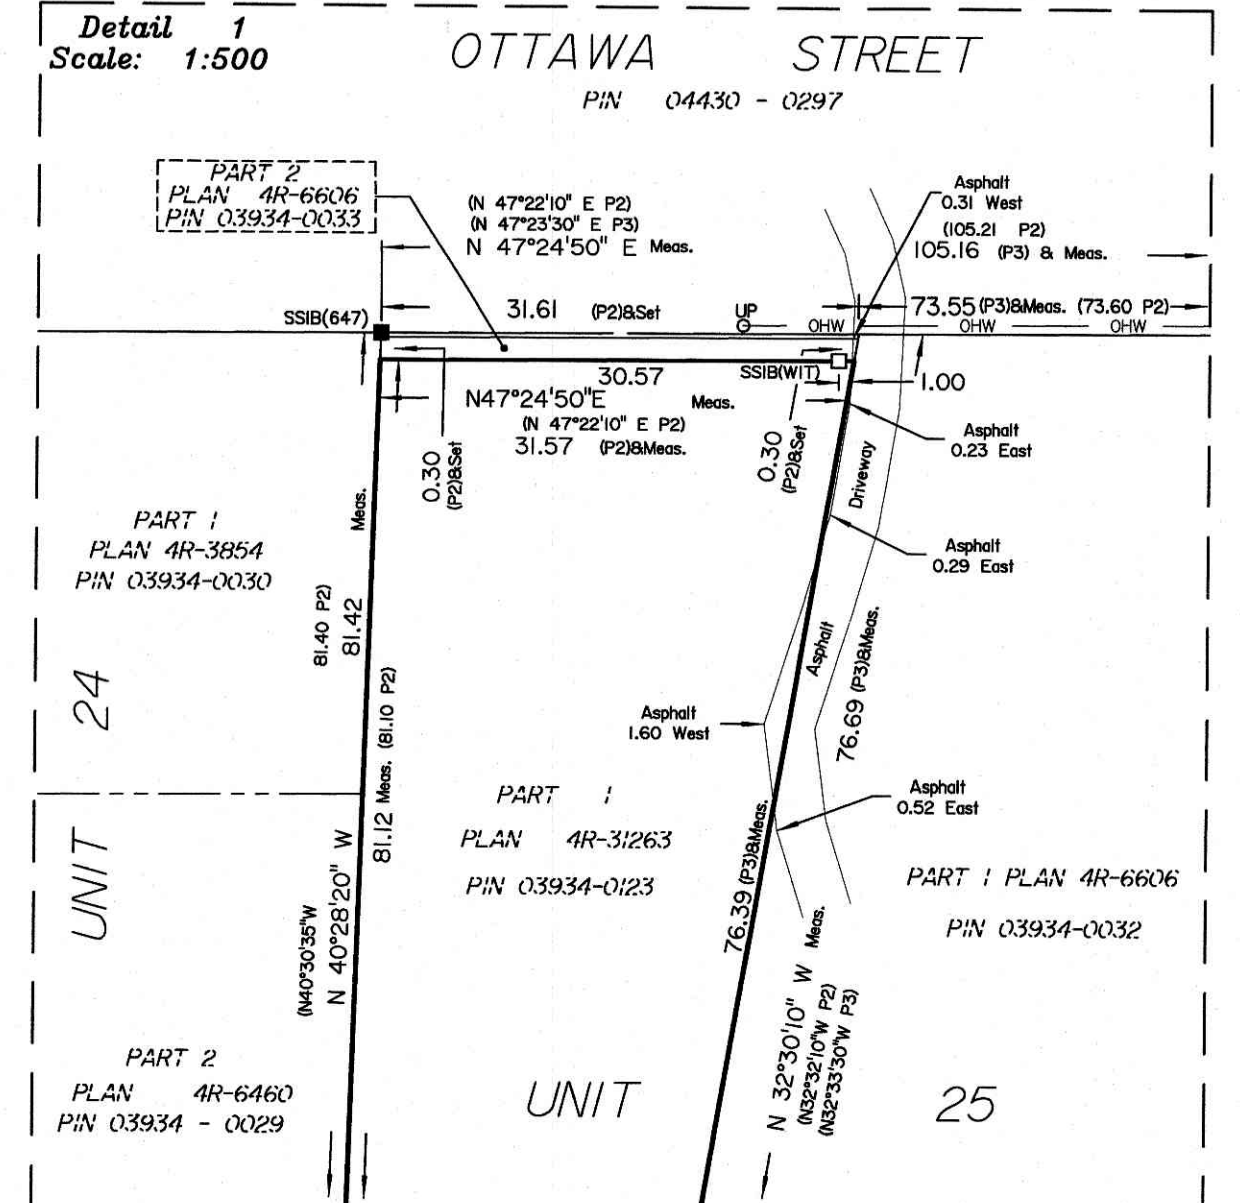 Detail 1
Scale: 1:500
OTTAWA STREET
PIN 04430 - 0297
PART 2
PLAN 4R-6606
PIN 03934-0033
(N 47°22'10" E P2)
(N 47°23'30" E P3)
N 47°24'50" E Meas.
Asphalt
0.31 West
(105.21 P2)
105.16 (P3) & Meas.
31.61 (P2)&Set
73.55(P3)&Meas. (73.60 P2)
SSIB(647)
UP
OHW
OHW
OHW
30.57
SSIB(WIT)
1.00
N47°24'50"E Meas.
(N 47°22'10" E P2)
31.57 (P2)&Meas.
0.30
(P2)&Set
0.30
(P2)&Set
Asphalt
0.23 East
Driveway
Asphalt
0.29 East
PART 1
PLAN 4R-3854
PIN 03934-0030
Meas.
81.42
(81.40 P2)
81.12 Meas. (81.10 P2)
24
UNIT
Asphalt
76.69 (P3)&Meas.
Asphalt
1.60 West
Asphalt
0.52 East
PART 1
PLAN 4R-31263
PIN 03934-0123
76.39 (P3)&Meas.
PART 1 PLAN 4R-6606
PIN 03934-0032
N 40°28'20" W
(N40°30'35"W
N 32°30'10" W Meas.
(N32°32'10"W P2)
(N32°33'30"W P3)
PART 2
PLAN 4R-6460
PIN 03934 - 0029
UNIT 25